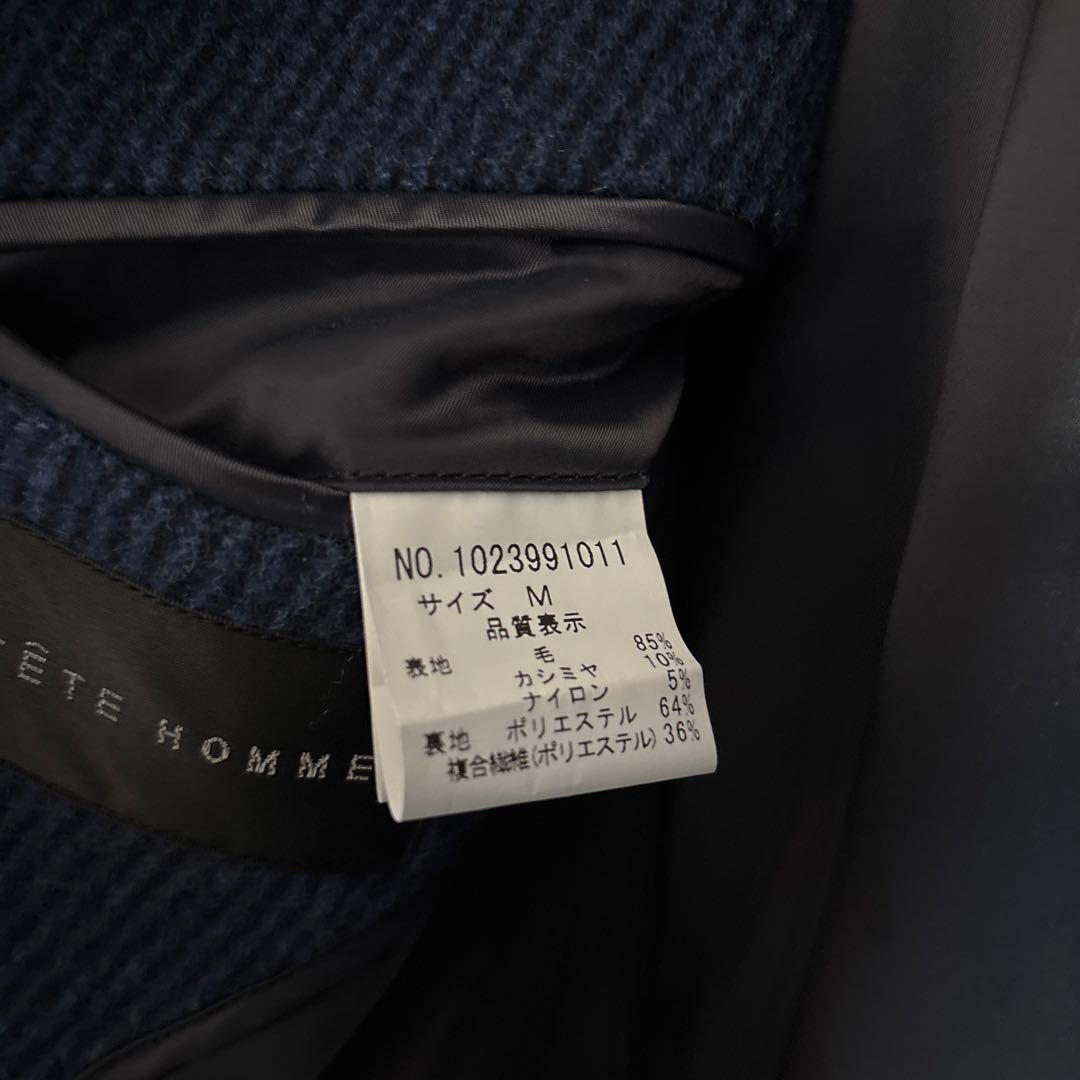 NO.1023991011
サイズ M
品質表示
表地 毛 85%
カシミヤ 10%
ナイロン 5%
裏地 ポリエステル 64%
複合繊維(ポリエステル) 36%
ÊTE HOMME